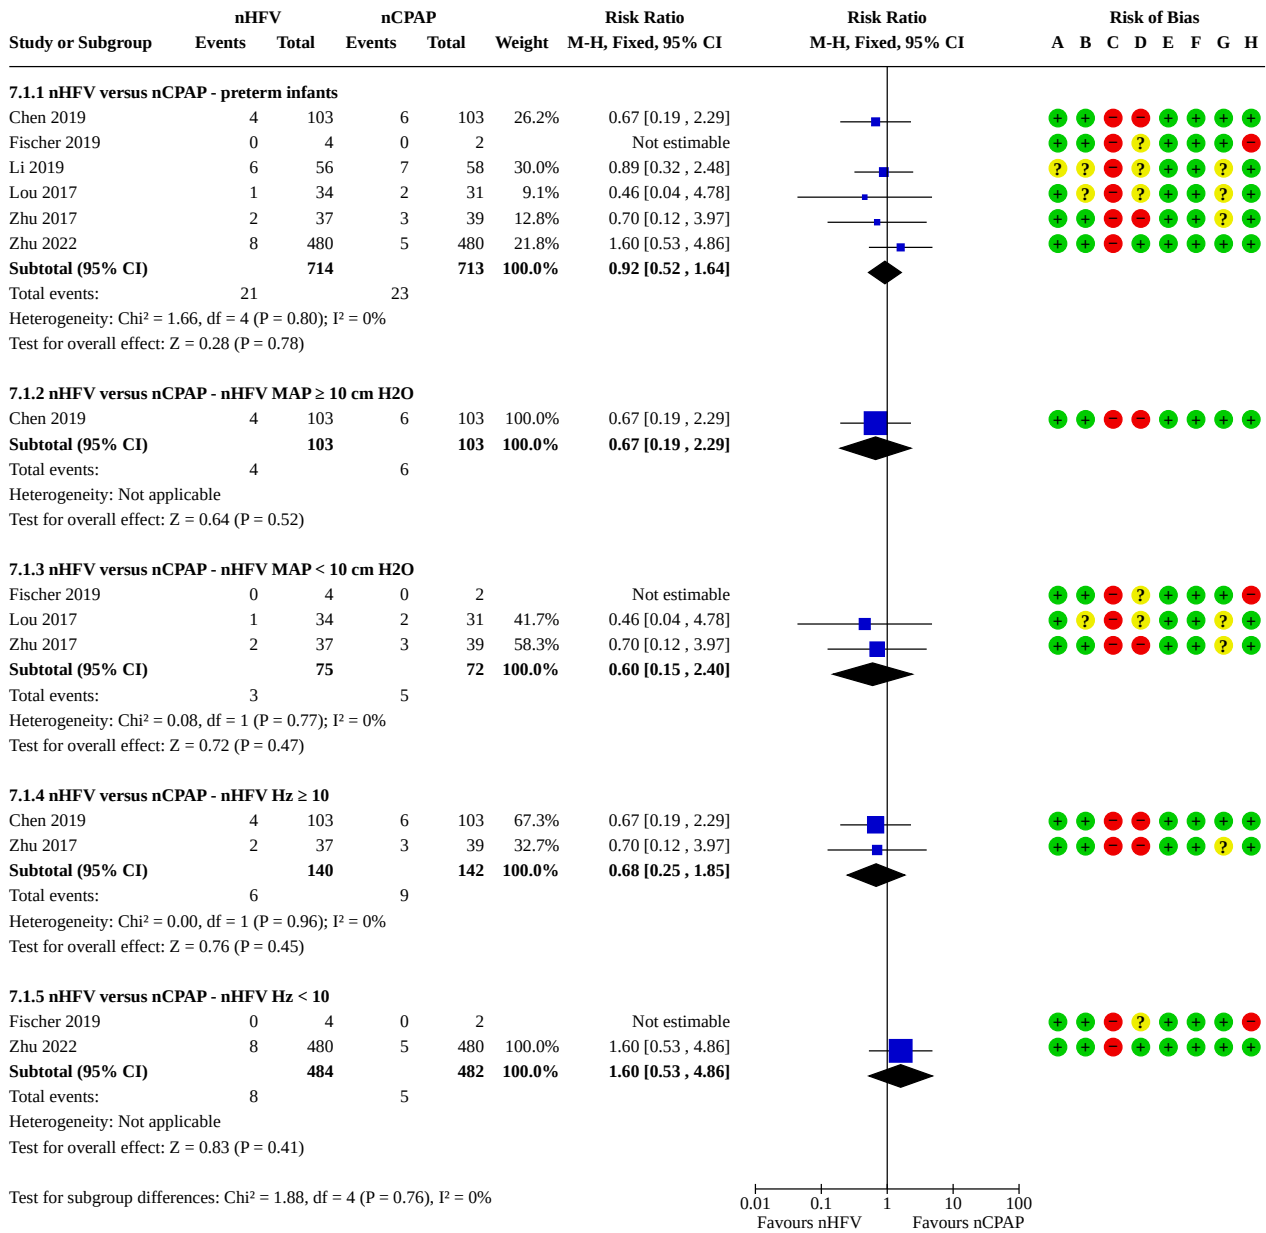 nHFV nCPAP Risk Ratio Risk Ratio Risk of Bias
Study or Subgroup Events Total Events Total Weight M-H, Fixed, 95% CI M-H, Fixed, 95% CI A B C D E F G H
7.1.1 nHFV versus nCPAP - preterm infants
Chen 2019 4 103 6 103 26.2% 0.67 [0.19 , 2.29] + + − − + + + +
Fischer 2019 0 4 0 2 Not estimable + + − ? + + + −
Li 2019 6 56 7 58 30.0% 0.89 [0.32 , 2.48] ? ? − ? + + ? +
Lou 2017 1 34 2 31 9.1% 0.46 [0.04 , 4.78] + ? − ? + + ? +
Zhu 2017 2 37 3 39 12.8% 0.70 [0.12 , 3.97] + + − − + + ? +
Zhu 2022 8 480 5 480 21.8% 1.60 [0.53 , 4.86] + + − + + + + +
Subtotal (95% CI) 714 713 100.0% 0.92 [0.52 , 1.64]
Total events: 21 23
Heterogeneity: Chi² = 1.66, df = 4 (P = 0.80); I² = 0%
Test for overall effect: Z = 0.28 (P = 0.78)
7.1.2 nHFV versus nCPAP - nHFV MAP ≥ 10 cm H2O
Chen 2019 4 103 6 103 100.0% 0.67 [0.19 , 2.29] + + − − + + + +
Subtotal (95% CI) 103 103 100.0% 0.67 [0.19 , 2.29]
Total events: 4 6
Heterogeneity: Not applicable
Test for overall effect: Z = 0.64 (P = 0.52)
7.1.3 nHFV versus nCPAP - nHFV MAP < 10 cm H2O
Fischer 2019 0 4 0 2 Not estimable + + − ? + + + −
Lou 2017 1 34 2 31 41.7% 0.46 [0.04 , 4.78] + ? − ? + + ? +
Zhu 2017 2 37 3 39 58.3% 0.70 [0.12 , 3.97] + + − − + + ? +
Subtotal (95% CI) 75 72 100.0% 0.60 [0.15 , 2.40]
Total events: 3 5
Heterogeneity: Chi² = 0.08, df = 1 (P = 0.77); I² = 0%
Test for overall effect: Z = 0.72 (P = 0.47)
7.1.4 nHFV versus nCPAP - nHFV Hz ≥ 10
Chen 2019 4 103 6 103 67.3% 0.67 [0.19 , 2.29] + + − − + + + +
Zhu 2017 2 37 3 39 32.7% 0.70 [0.12 , 3.97] + + − − + + ? +
Subtotal (95% CI) 140 142 100.0% 0.68 [0.25 , 1.85]
Total events: 6 9
Heterogeneity: Chi² = 0.00, df = 1 (P = 0.96); I² = 0%
Test for overall effect: Z = 0.76 (P = 0.45)
7.1.5 nHFV versus nCPAP - nHFV Hz < 10
Fischer 2019 0 4 0 2 Not estimable + + − ? + + + −
Zhu 2022 8 480 5 480 100.0% 1.60 [0.53 , 4.86] + + − + + + + +
Subtotal (95% CI) 484 482 100.0% 1.60 [0.53 , 4.86]
Total events: 8 5
Heterogeneity: Not applicable
Test for overall effect: Z = 0.83 (P = 0.41)
Test for subgroup differences: Chi² = 1.88, df = 4 (P = 0.76), I² = 0%
0.01 0.1 1 10 100
Favours nHFV Favours nCPAP